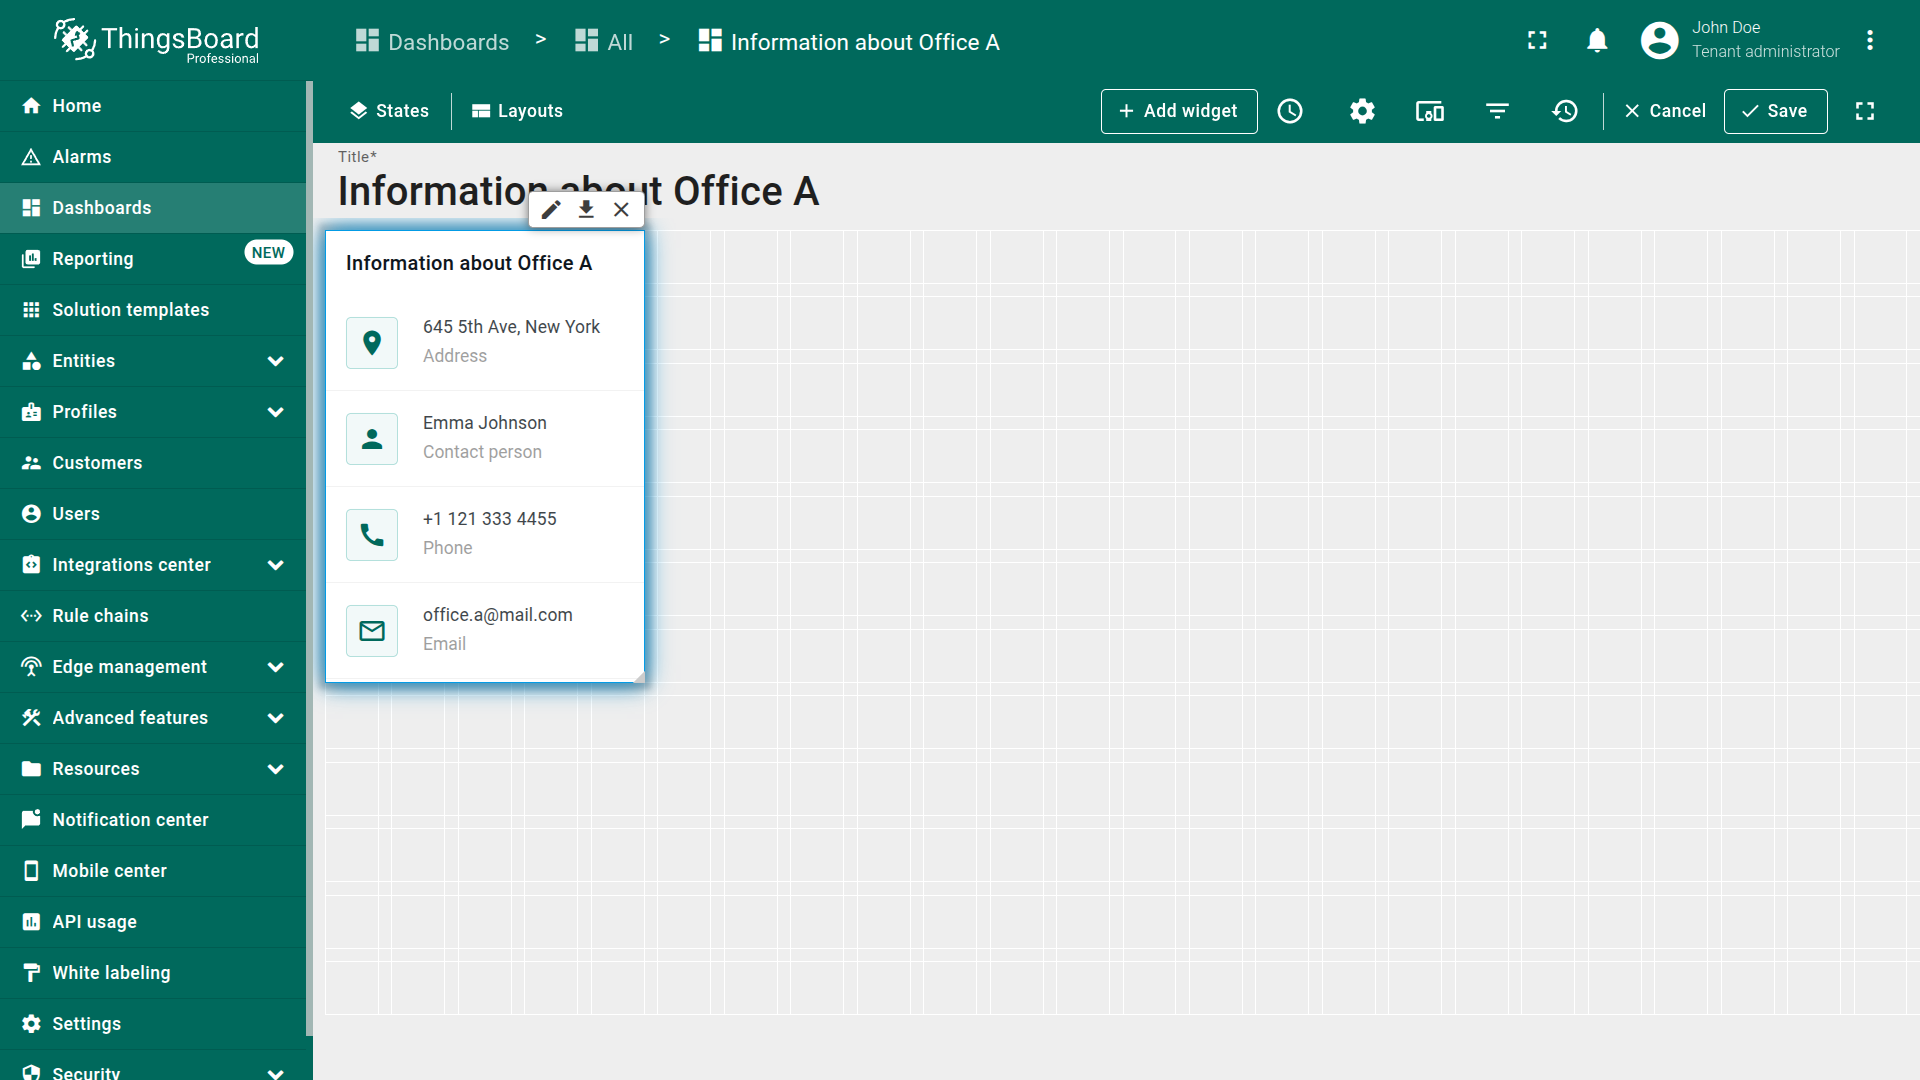 ThingsBoard
Professional
Dashboards > All > Information about Office A
John Doe
Tenant administrator
Home
Alarms
Dashboards
Reporting NEW
Solution templates
Entities
Profiles
Customers
Users
Integrations center
Rule chains
Edge management
Advanced features
Resources
Notification center
Mobile center
API usage
White labeling
Settings
Security
States
Layouts
+ Add widget
Cancel
Save
Title*
Information about Office A
Information about Office A
645 5th Ave, New York
Address
Emma Johnson
Contact person
+1 121 333 4455
Phone
office.a@mail.com
Email